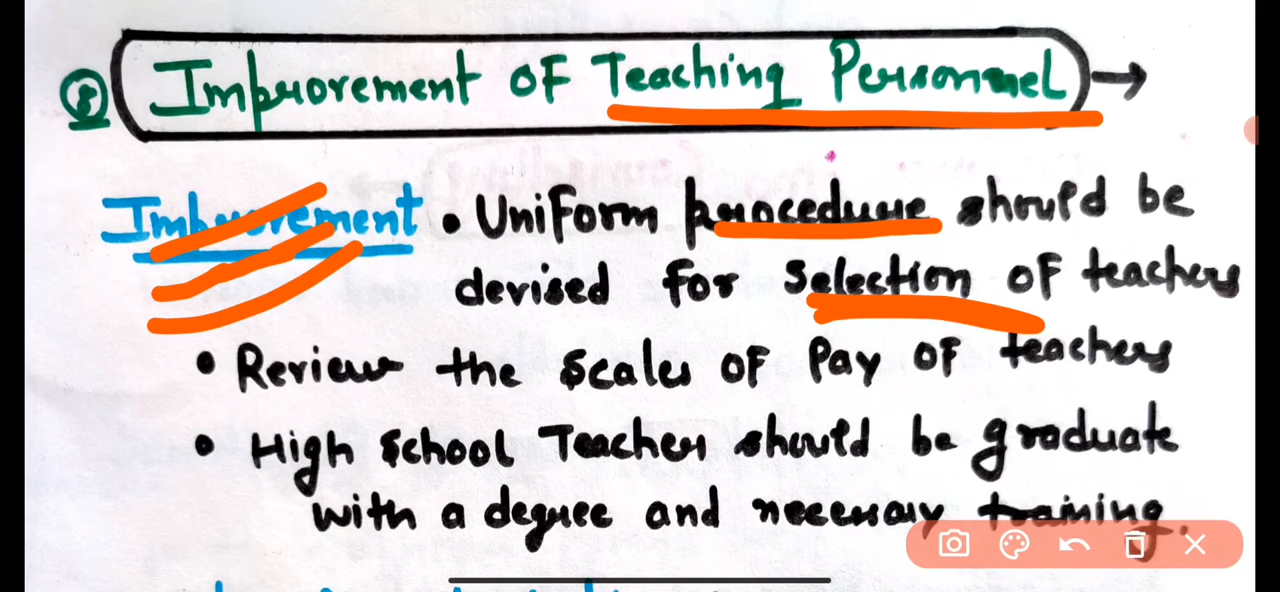 8 Improvement OF Teaching Personnel →
Improvement • Uniform procedure should be
devised for selection of teachers
• Review the scales of Pay of teachers
• High School Teacher should be graduate
with a degree and necessary training.